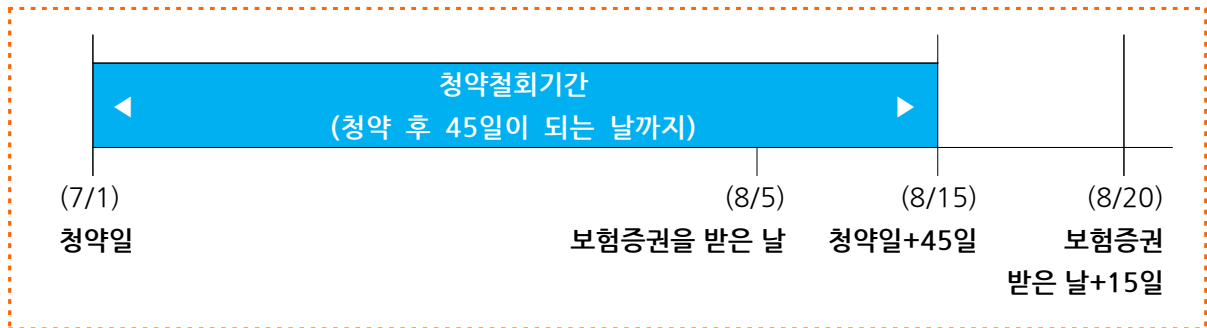 청약철회기간
(청약 후 45일이 되는 날까지)
(7/1)
(8/5)
(8/15)
(8/20)
청약일
보험증권을 받은 날
청약일+45일
보험증권
받은 날+15일